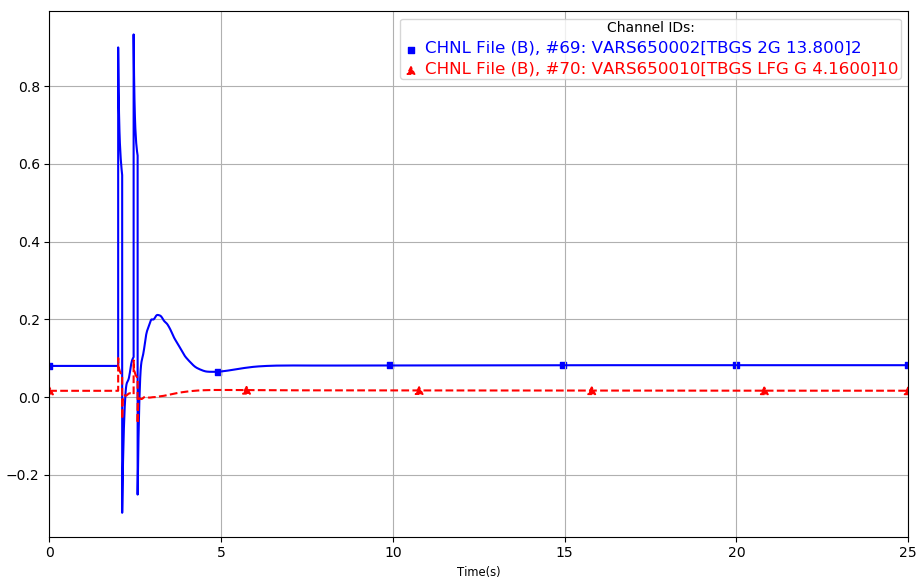 Channel IDs:
CHNL File (B), #69: VARS650002[TBGS 2G 13.800]2
CHNL File (B), #70: VARS650010[TBGS LFG G 4.1600]10
0.8
0.6
0.4
0.2
0.0
−0.2
0 5 10 15 20 25
Time(s)